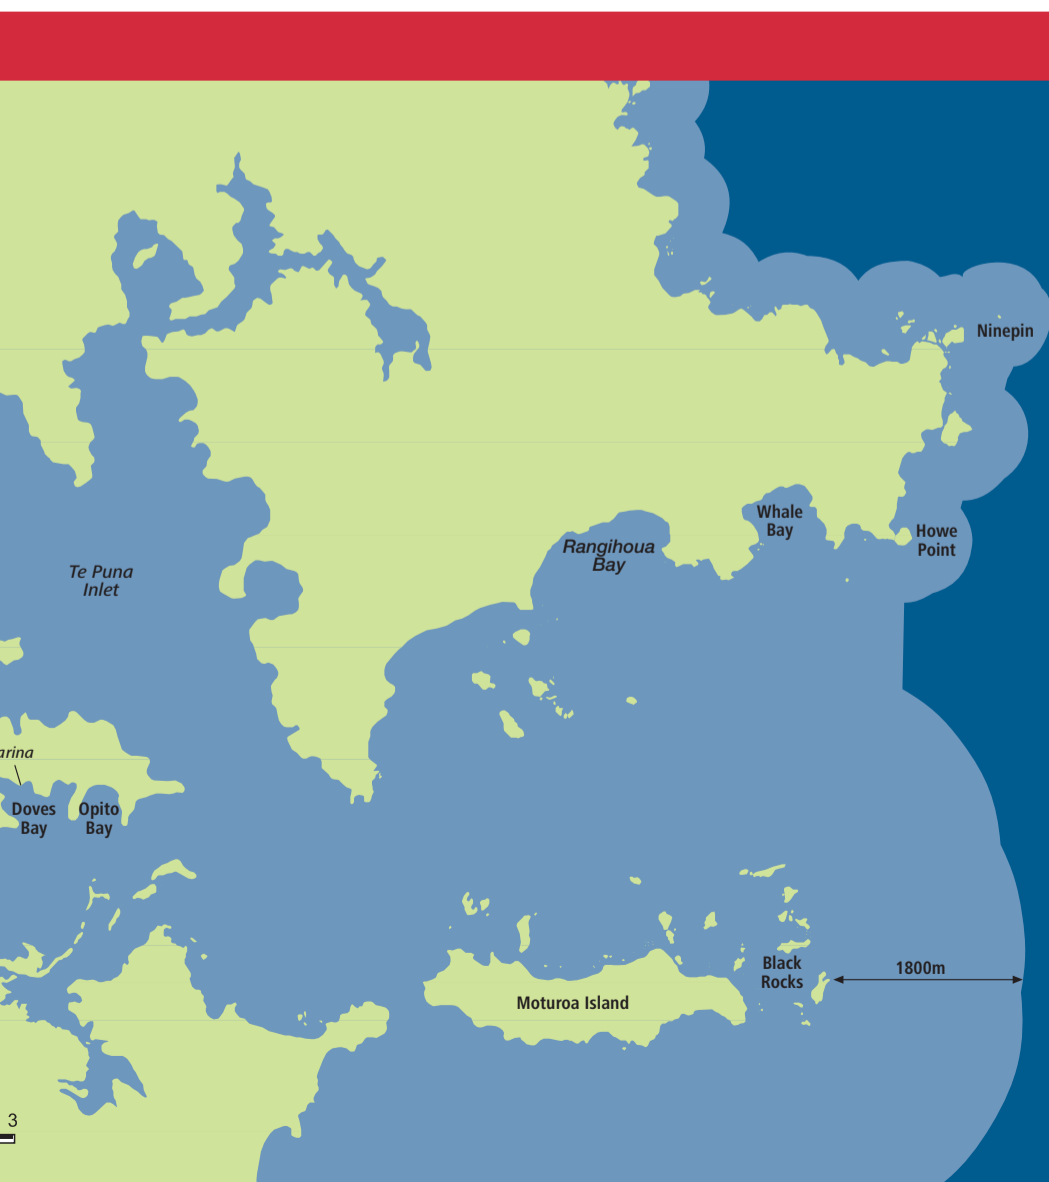 Ninepin
Whale
Bay
Howe
Point
Rangihoua
Bay
Te Puna
Inlet
arina
Doves
Bay
Opito
Bay
Black
Rocks
1800m
Moturoa Island
3